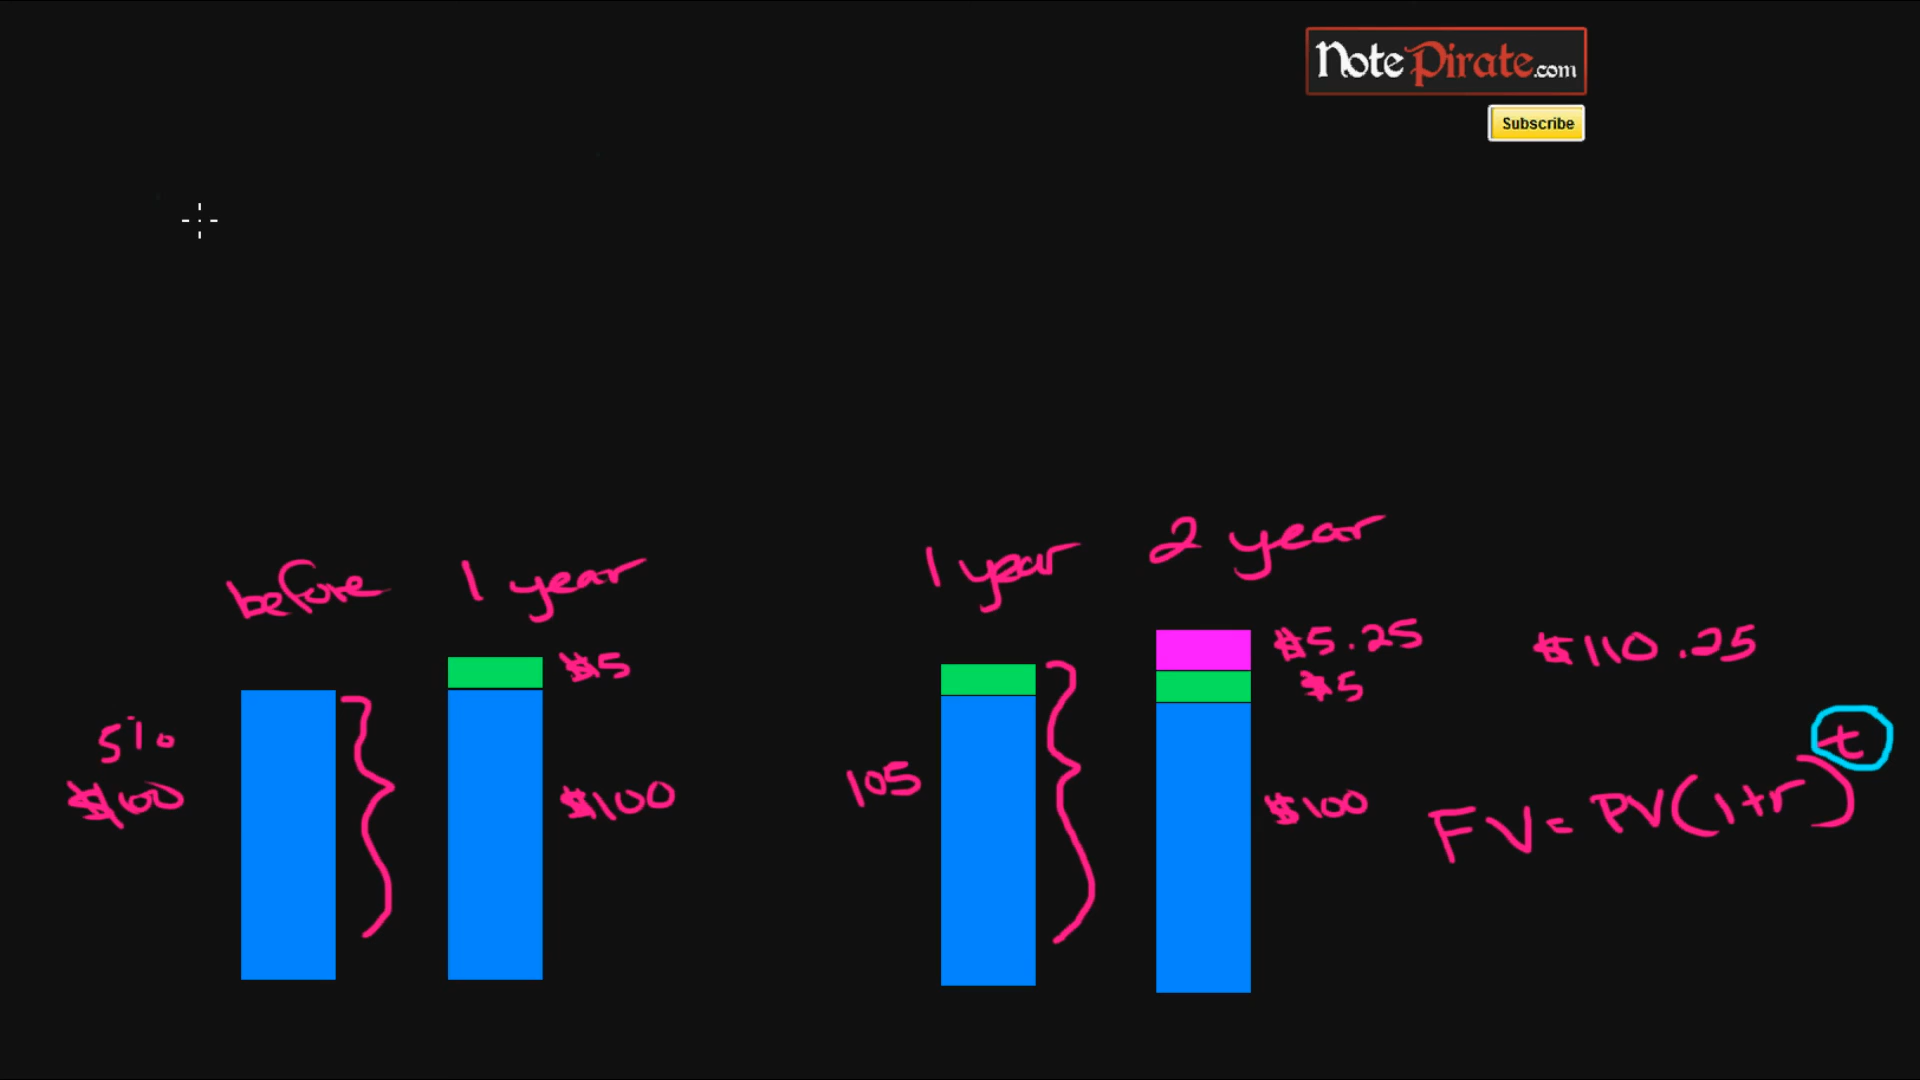 NotePirate.com
Subscribe
before
1 year
1 year
2 year
$5
$5.25
$110.25
$5
5%
$100
$100
105
$100
FV = PV(1+r)^t